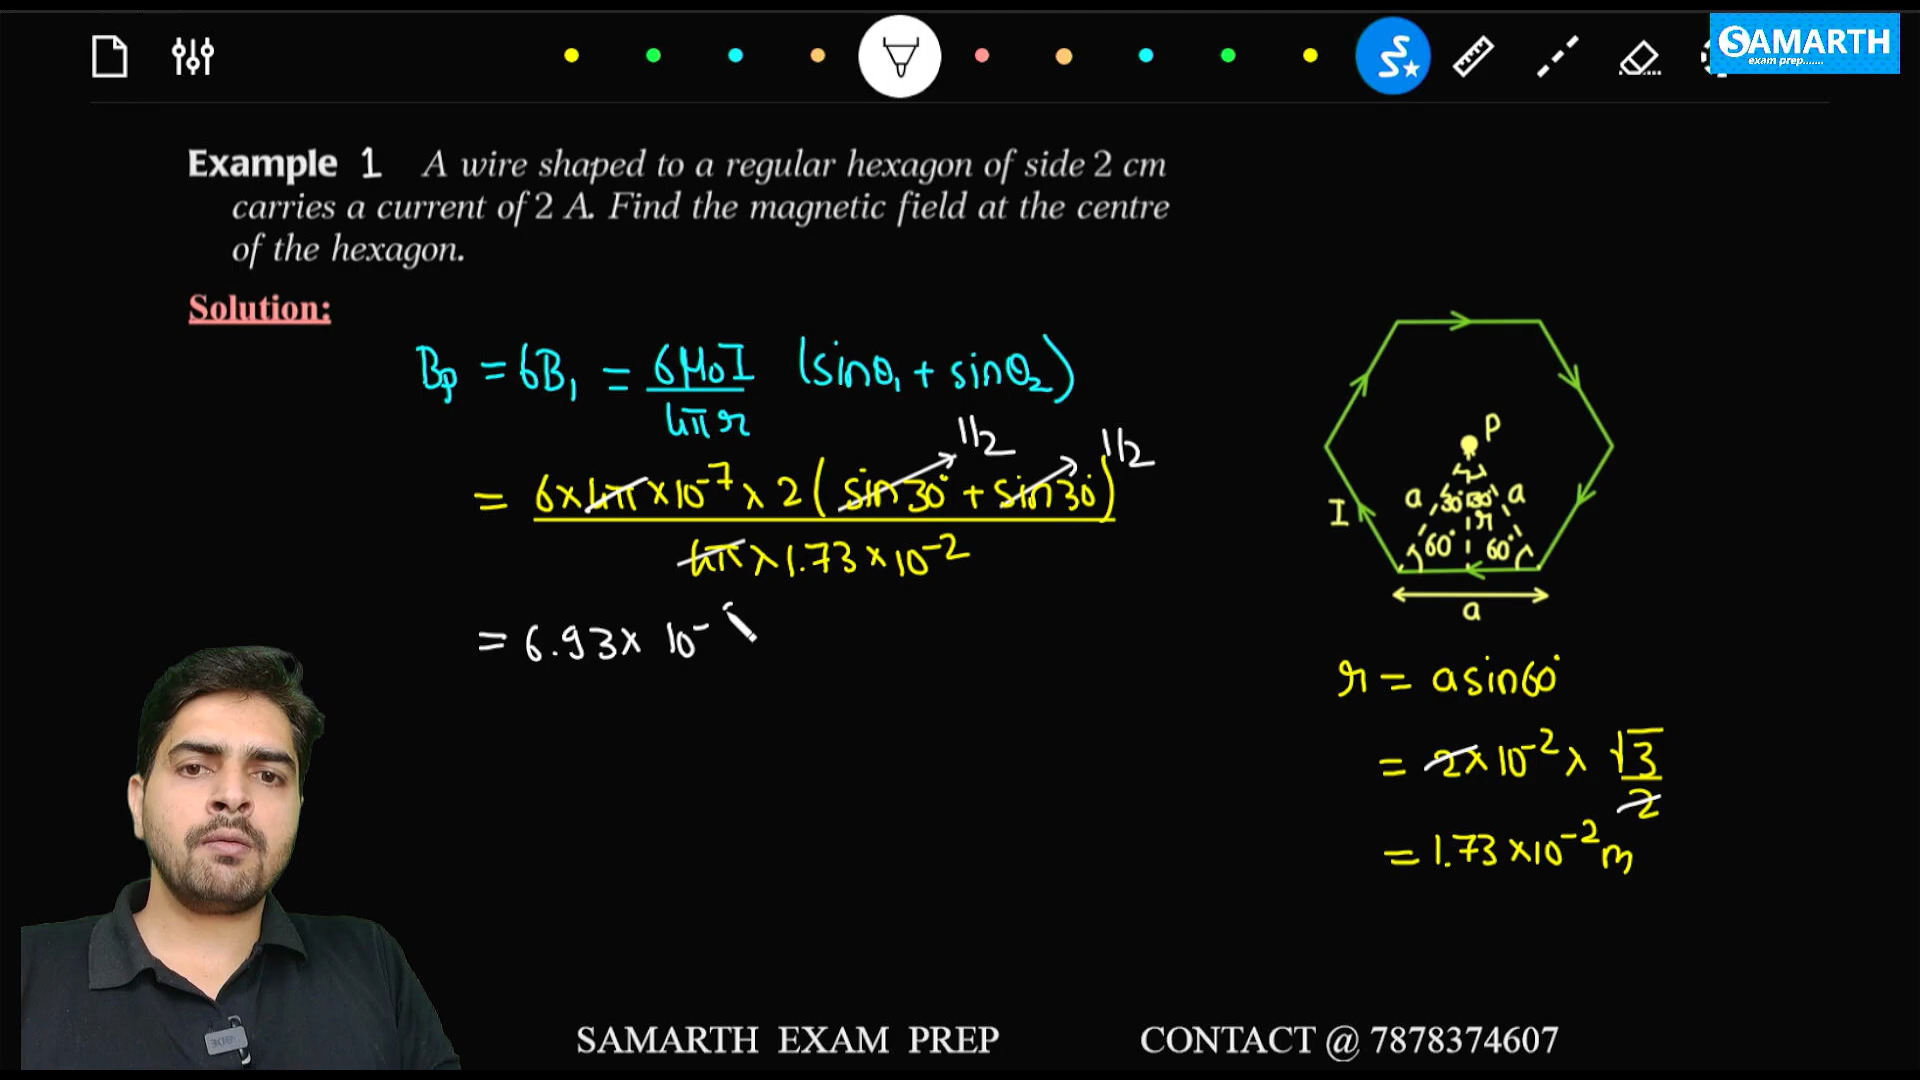 SAMARTH
exam prep......
Example 1 A wire shaped to a regular hexagon of side 2 cm
carries a current of 2 A. Find the magnetic field at the centre
of the hexagon.
Solution:
Bp = 6B₁ = 6μ₀I / 4πr (sinθ₁ + sinθ₂)
1/2 1/2
= 6 × 4π × 10⁻⁷ × 2 (sin30° + sin30°) / 4π × 1.73 × 10⁻²
= 6.93 × 10⁻
P
a 30° 30° a
I
r
60° 60°
a
r = a sin60°
= 2 × 10⁻² × √3/2
= 1.73 × 10⁻² m
SAMARTH EXAM PREP CONTACT @ 7878374607